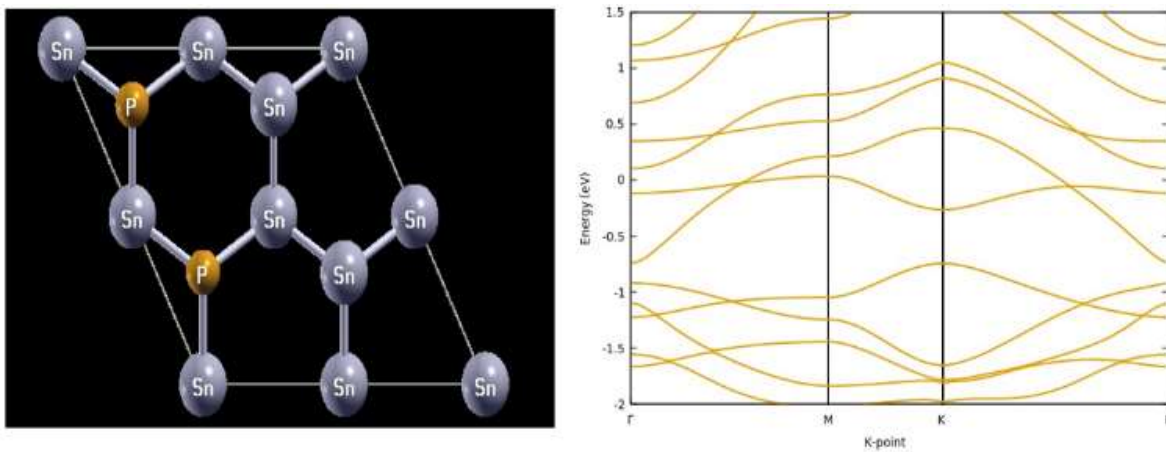 Sn Sn Sn
P Sn
Sn Sn Sn
P Sn
Sn Sn Sn
1.5
1
0.5
0
-0.5
-1
-1.5
-2
Energy (eV)
Γ M K
K-point